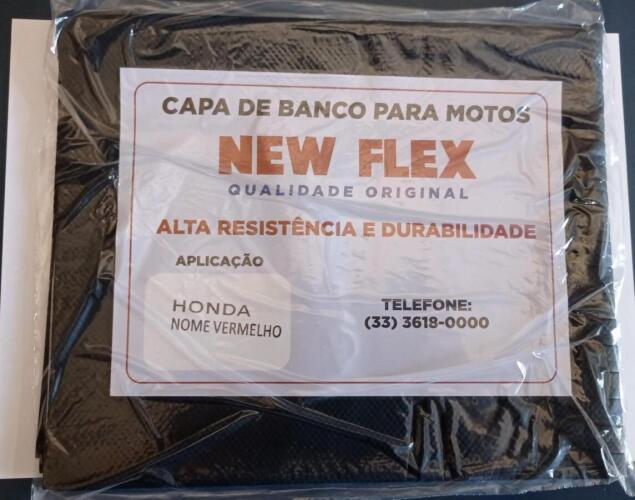 CAPA DE BANCO PARA MOTOS
NEW FLEX
QUALIDADE ORIGINAL
ALTA RESISTÊNCIA E DURABILIDADE
APLICAÇÃO
HONDA
NOME VERMELHO
TELEFONE:
(33) 3618-0000